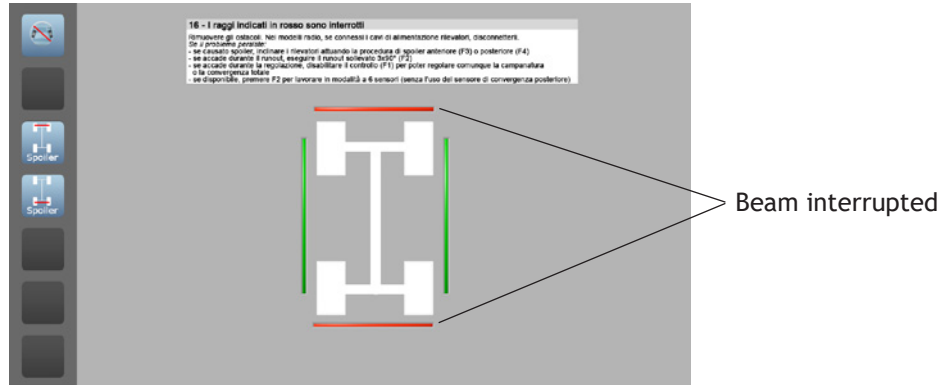 16 - I raggi indicati in rosso sono interrotti
Rimuovere gli ostacoli. Nei modelli radio, se connessi i cavi di alimentazione rilevatori, disconnetterli.
Se il problema persiste:
- se causato spoiler, inclinare i rilevatori attuando la procedura di spoiler anteriore (F3) o posteriore (F4)
- se accade durante il runout, eseguire il runout sollevato 3x90° (F2)
- se accade durante la regolazione, disabilitare il controllo (F1) per poter regolare comunque la campanatura
o la convergenza totale
- se disponibile, premere F2 per lavorare in modalità a 6 sensori (senza l'uso del sensore di convergenza posteriore)
Spoiler
Spoiler
Beam interrupted